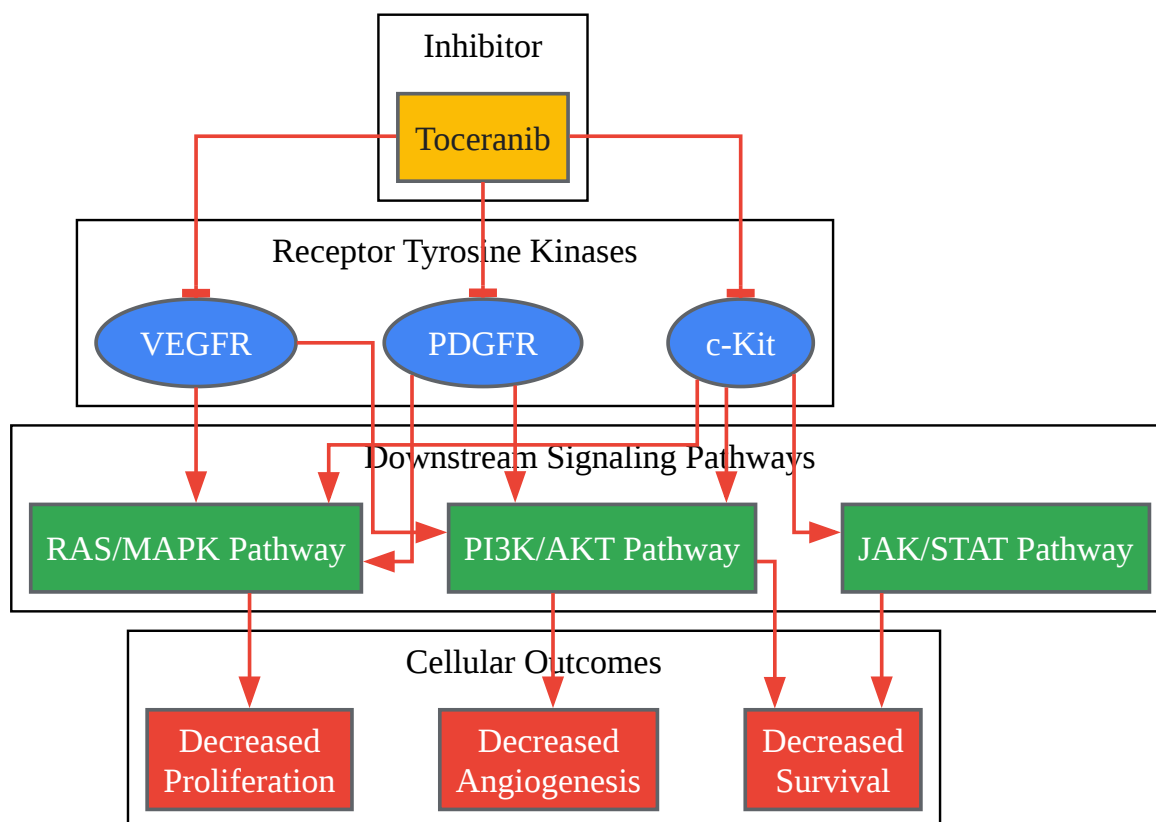 Inhibitor
Toceranib
Receptor Tyrosine Kinases
VEGFR
PDGFR
c-Kit
Downstream Signaling Pathways
RAS/MAPK Pathway
PI3K/AKT Pathway
JAK/STAT Pathway
Cellular Outcomes
Decreased
Proliferation
Decreased
Angiogenesis
Decreased
Survival